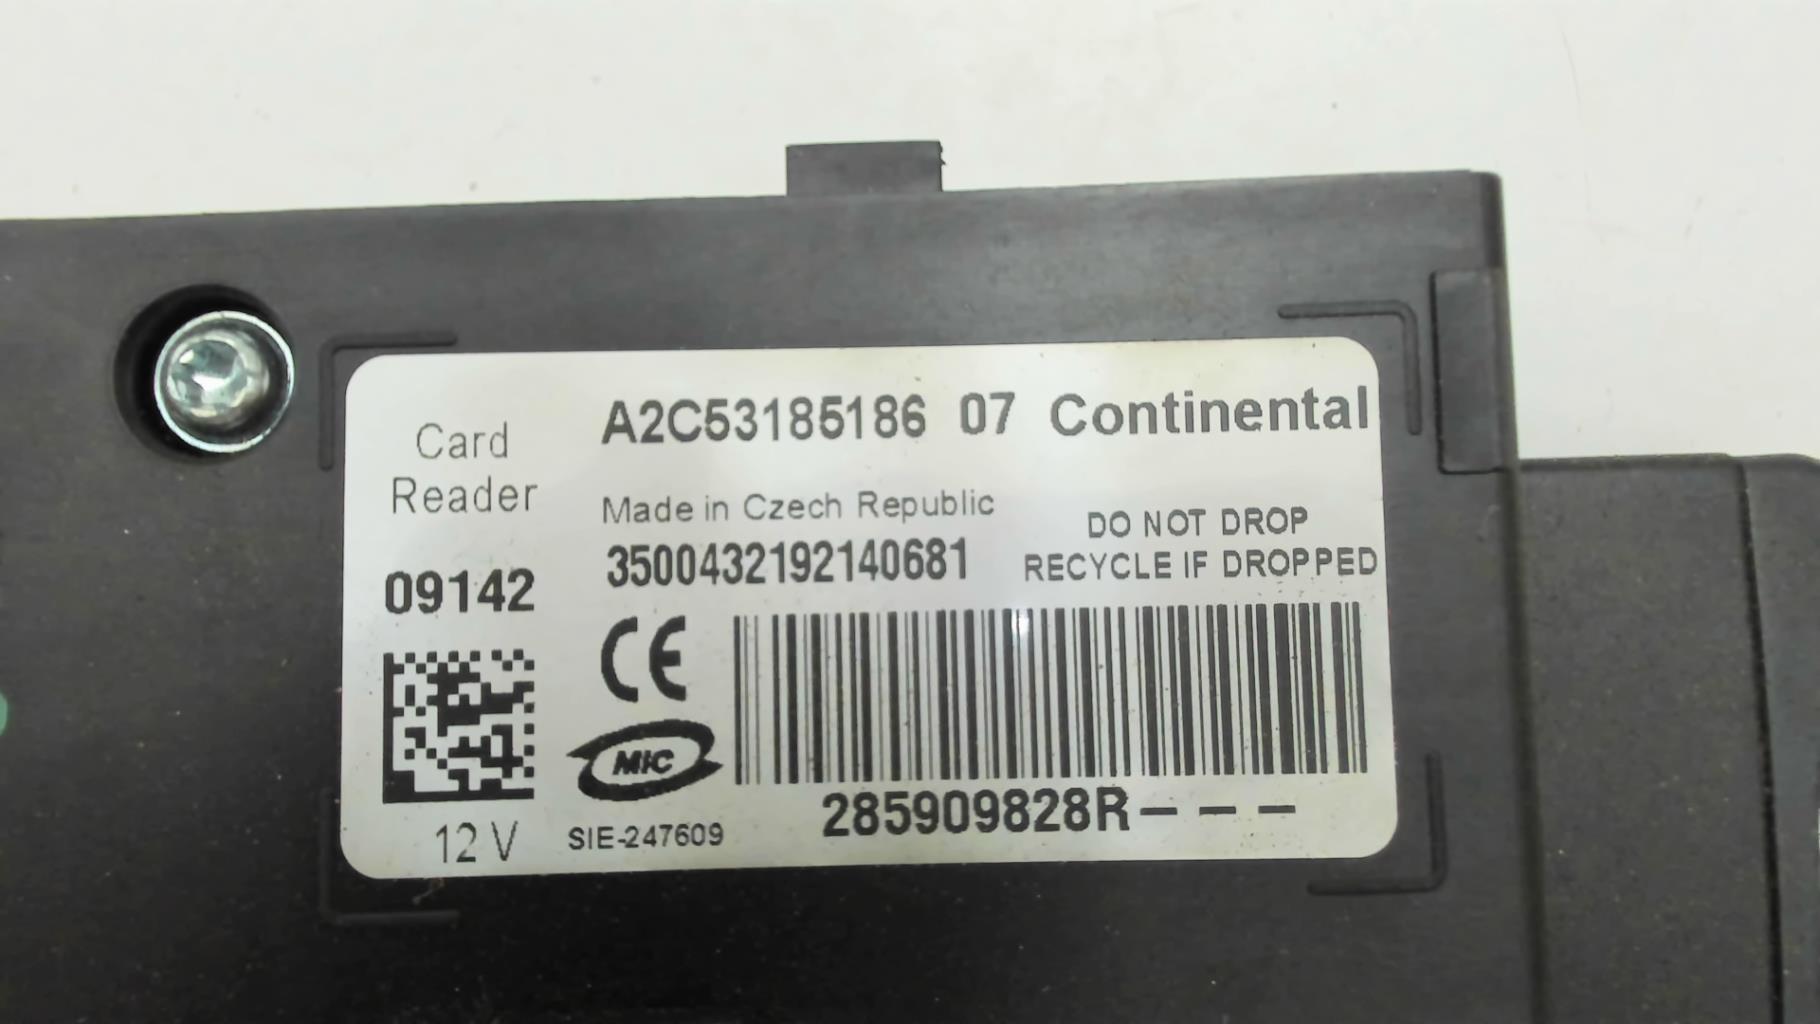 Card
Reader
09142
12 V
A2C53185186 07 Continental
Made in Czech Republic
3500432192140681
DO NOT DROP
RECYCLE IF DROPPED
CE
MIC
SIE-247609
285909828R---